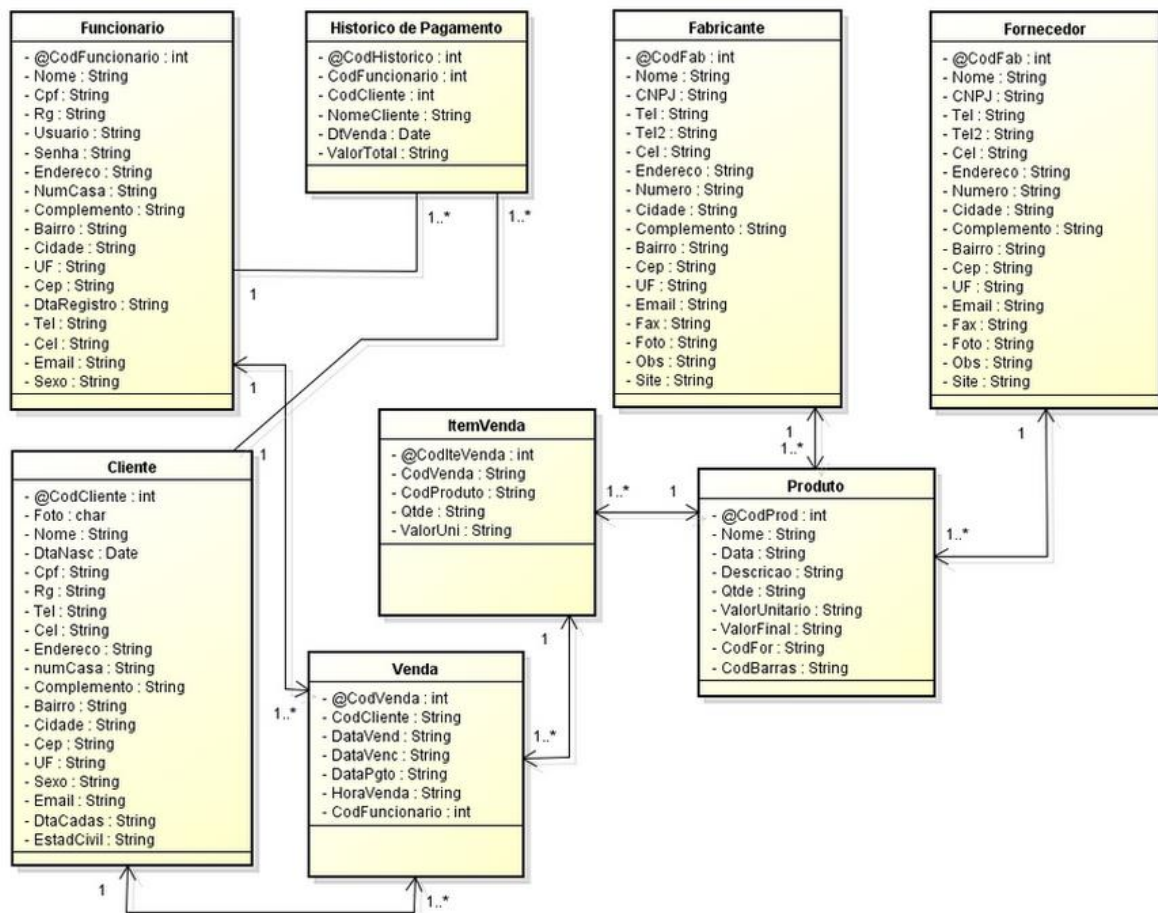 Funcionario
- @CodFuncionario : int
- Nome : String
- Cpf : String
- Rg : String
- Usuario : String
- Senha : String
- Endereco : String
- NumCasa : String
- Complemento : String
- Bairro : String
- Cidade : String
- UF : String
- Cep : String
- DtaRegistro : String
- Tel : String
- Cel : String
- Email : String
- Sexo : String
Historico de Pagamento
- @CodHistorico : int
- CodFuncionario : int
- CodCliente : int
- NomeCliente : String
- DtVenda : Date
- ValorTotal : String
Fabricante
- @CodFab : int
- Nome : String
- CNPJ : String
- Tel : String
- Tel2 : String
- Cel : String
- Endereco : String
- Numero : String
- Cidade : String
- Complemento : String
- Bairro : String
- Cep : String
- UF : String
- Email : String
- Fax : String
- Foto : String
- Obs : String
- Site : String
Fornecedor
- @CodFab : int
- Nome : String
- CNPJ : String
- Tel : String
- Tel2 : String
- Cel : String
- Endereco : String
- Numero : String
- Cidade : String
- Complemento : String
- Bairro : String
- Cep : String
- UF : String
- Email : String
- Fax : String
- Foto : String
- Obs : String
- Site : String
1..*
1..*
1
1
1
1
1..*
1
Cliente
- @CodCliente : int
- Foto : char
- Nome : String
- DtaNasc : Date
- Cpf : String
- Rg : String
- Tel : String
- Cel : String
- Endereco : String
- numCasa : String
- Complemento : String
- Bairro : String
- Cidade : String
- Cep : String
- UF : String
- Sexo : String
- Email : String
- DtaCadas : String
- EstadCivil : String
ItemVenda
- @CodIteVenda : int
- CodVenda : String
- CodProduto : String
- Qtde : String
- ValorUni : String
1..*
1
Produto
- @CodProd : int
- Nome : String
- Data : String
- Descricao : String
- Qtde : String
- ValorUnitario : String
- ValorFinal : String
- CodFor : String
- CodBarras : String
1..*
1
Venda
- @CodVenda : int
- CodCliente : String
- DataVend : String
- DataVenc : String
- DataPgto : String
- HoraVenda : String
- CodFuncionario : int
1..*
1..*
1
1..*